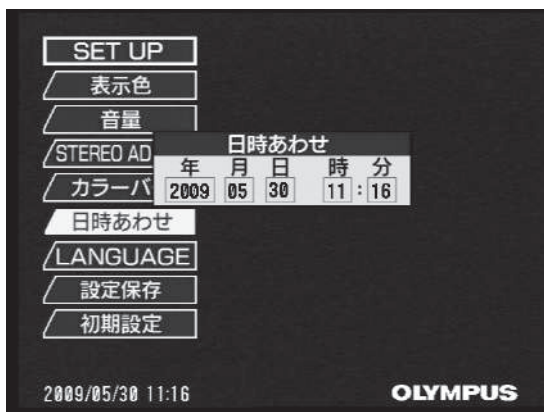 SET UP
表示色
音量
STEREO AD
カラーバ
日時あわせ
年 月 日 時 分
2009 05 30 11 : 16
日時あわせ
LANGUAGE
設定保存
初期設定
2009/05/30 11:16
OLYMPUS